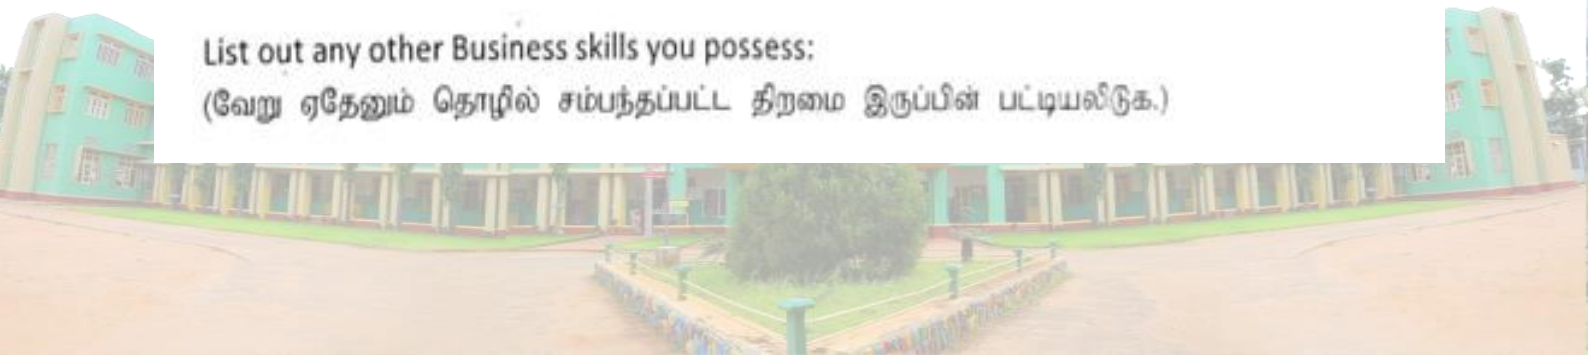 List out any other Business skills you possess:
(வேறு ஏதேனும் தொழில் சம்பந்தப்பட்ட திறமை இருப்பின் பட்டியலிடுக.)